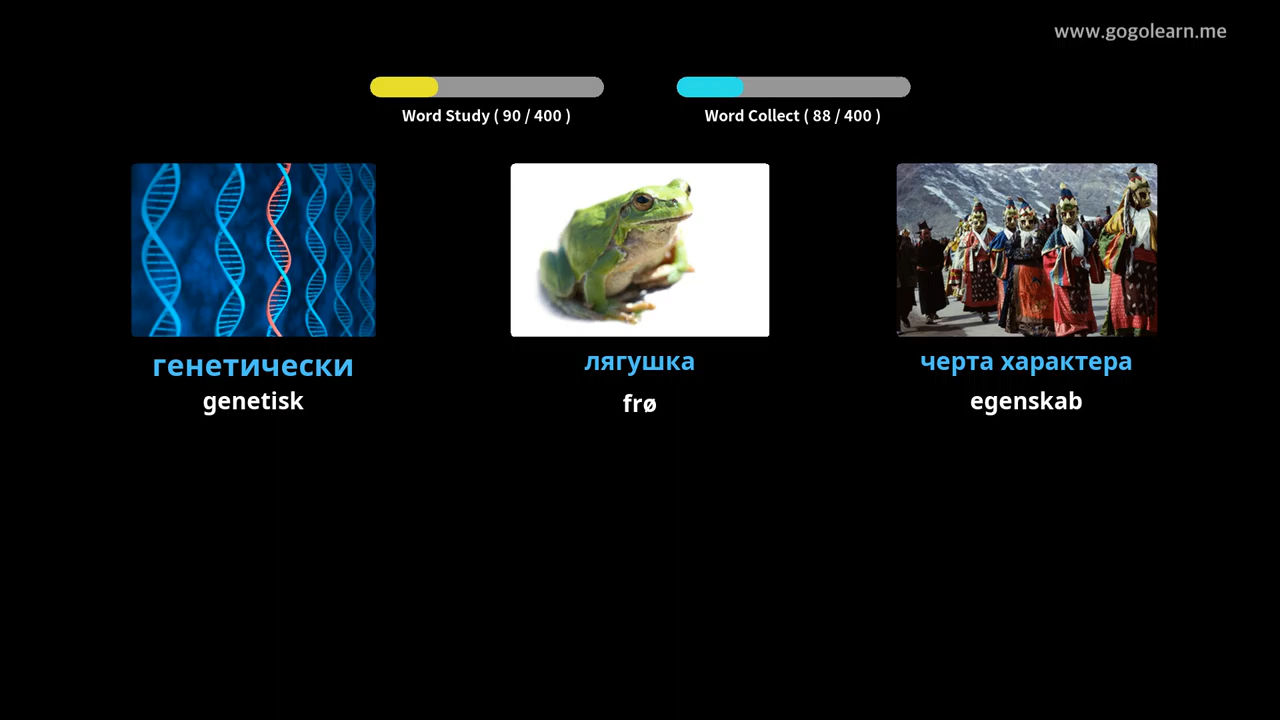 www.gogolearn.me
Word Study ( 90 / 400 )
Word Collect ( 88 / 400 )
генетически
лягушка
черта характера
genetisk
frø
egenskab